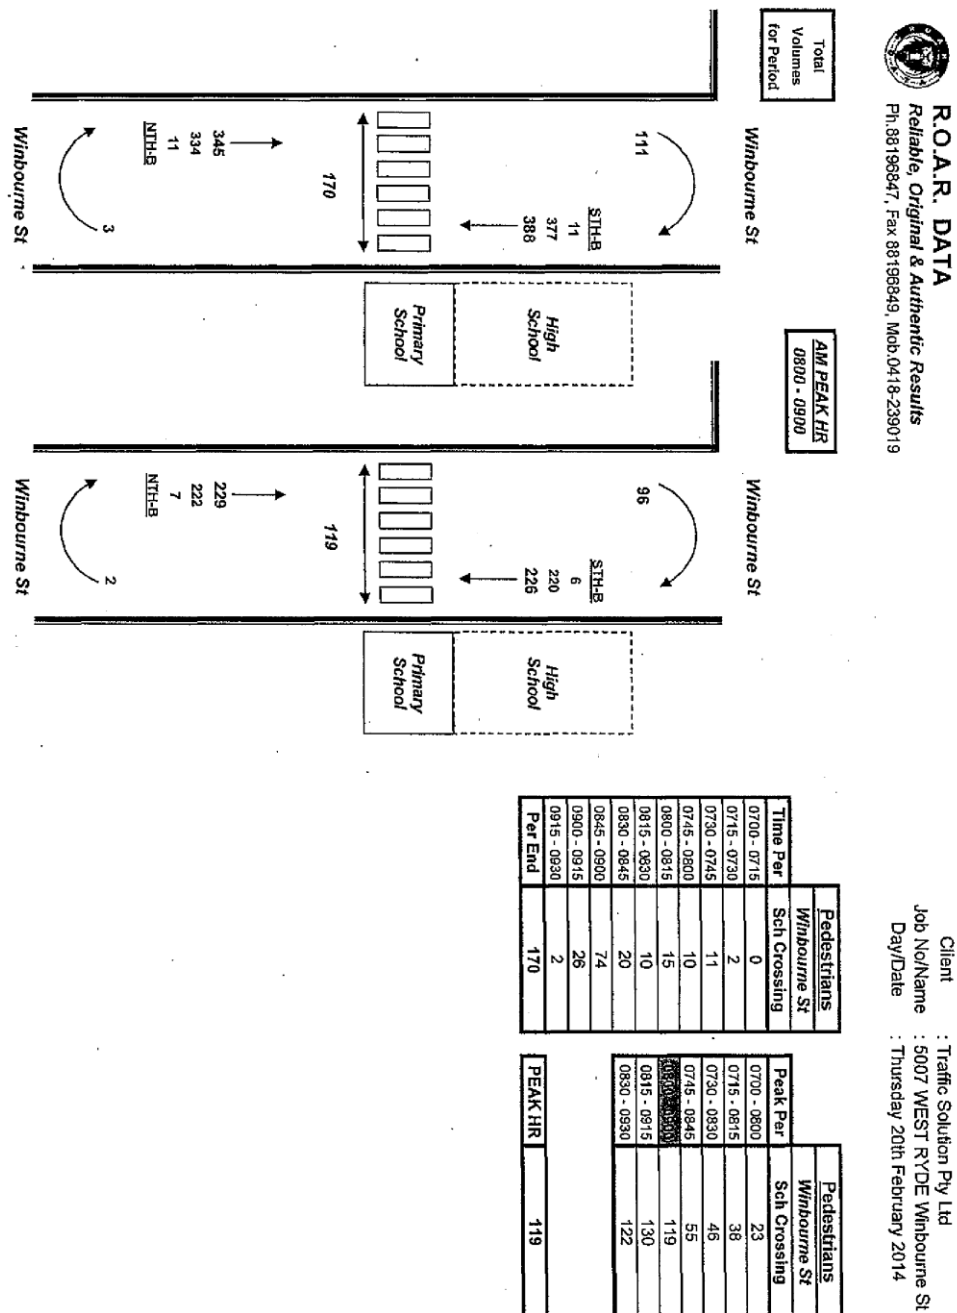 R.O.A.R. DATA
Reliable, Original & Authentic Results
Ph.88196847, Fax 88196849, Mob.0418-239019
Client : Traffic Solution Pty Ltd
Job No/Name : 5007 WEST RYDE Winbourne St
Day/Date : Thursday 20th February 2014
Total
Volumes
for Period
Winbourne St
111
STH-B
11
377
388
High
School
170
Primary
School
345
334
11
NTH-B
3
Winbourne St
AM PEAK HR
0800 - 0900
Winbourne St
96
STH-B
6
220
226
High
School
119
Primary
School
229
222
7
NTH-B
2
Winbourne St
Pedestrians
Winbourne St
Time Per Sch Crossing
0700 - 0715 0
0715 - 0730 2
0730 - 0745 11
0745 - 0800 10
0800 - 0815 15
0815 - 0830 10
0830 - 0845 20
0845 - 0900 74
0900 - 0915 26
0915 - 0930 2
Per End 170
Pedestrians
Winbourne St
Peak Per Sch Crossing
0700 - 0800 23
0715 - 0815 38
0730 - 0830 46
0745 - 0845 55
0800 - 0900 119
0815 - 0915 130
0830 - 0930 122
PEAK HR 119